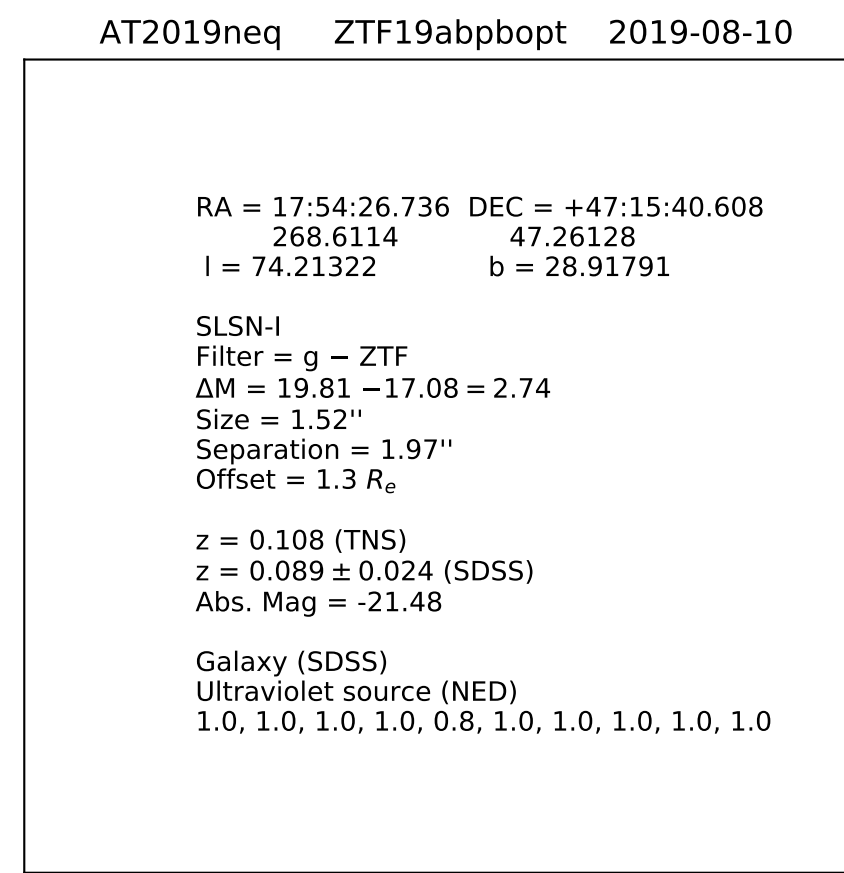 AT2019neq ZTF19abpbopt 2019-08-10
RA = 17:54:26.736 DEC = +47:15:40.608
268.6114 47.26128
l = 74.21322 b = 28.91791
SLSN-I
Filter = g − ZTF
ΔM = 19.81 −17.08 = 2.74
Size = 1.52''
Separation = 1.97''
Offset = 1.3 Rₑ
z = 0.108 (TNS)
z = 0.089 ± 0.024 (SDSS)
Abs. Mag = -21.48
Galaxy (SDSS)
Ultraviolet source (NED)
1.0, 1.0, 1.0, 1.0, 0.8, 1.0, 1.0, 1.0, 1.0, 1.0